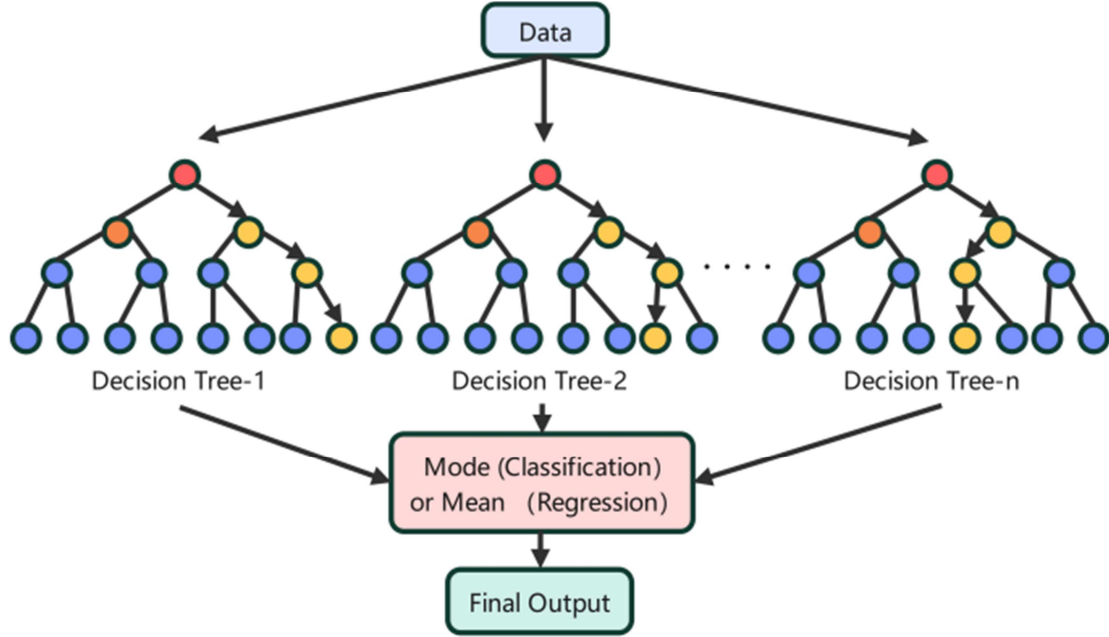 Data
. . . .
Decision Tree-1
Decision Tree-2
Decision Tree-n
Mode (Classification)
or Mean （Regression）
Final Output